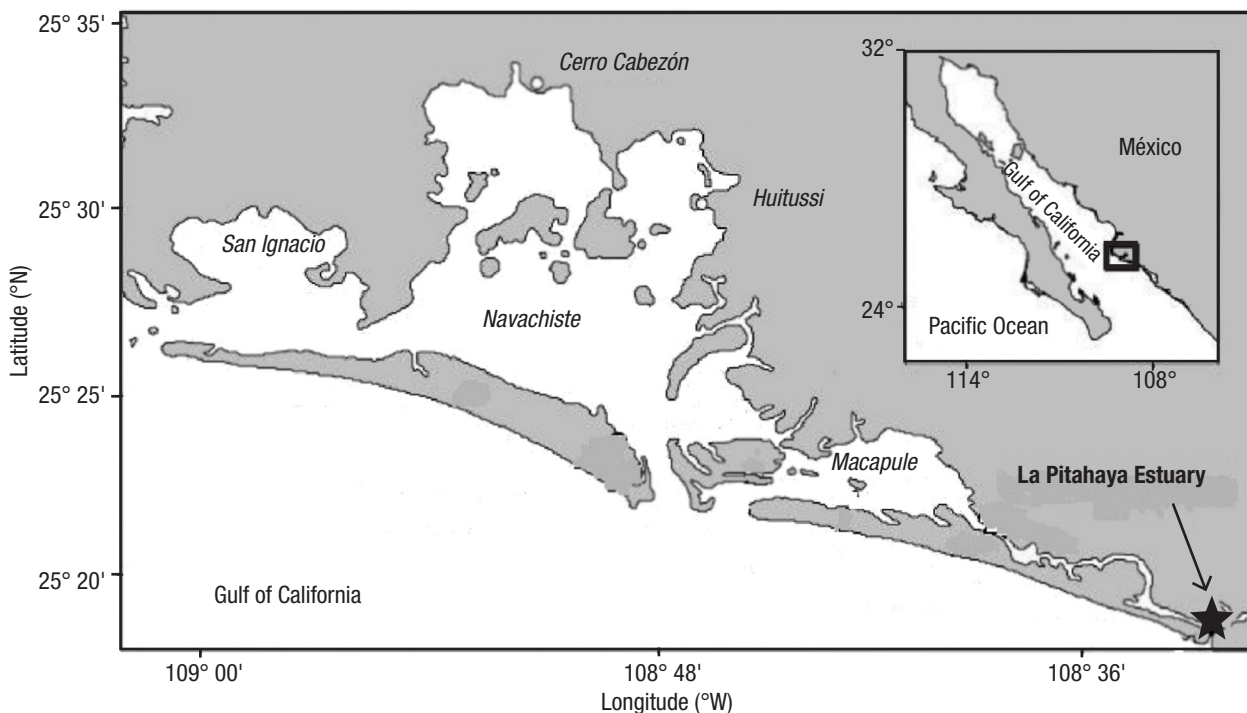 25° 35'
Cerro Cabezón
32°
México
Gulf of California
25° 30'
Huitussi
San Ignacio
Latitude (°N)
Navachiste
24°
Pacific Ocean
114°
108°
25° 25'
Macapule
La Pitahaya Estuary
25° 20'
Gulf of California
109° 00'
108° 48'
108° 36'
Longitude (°W)